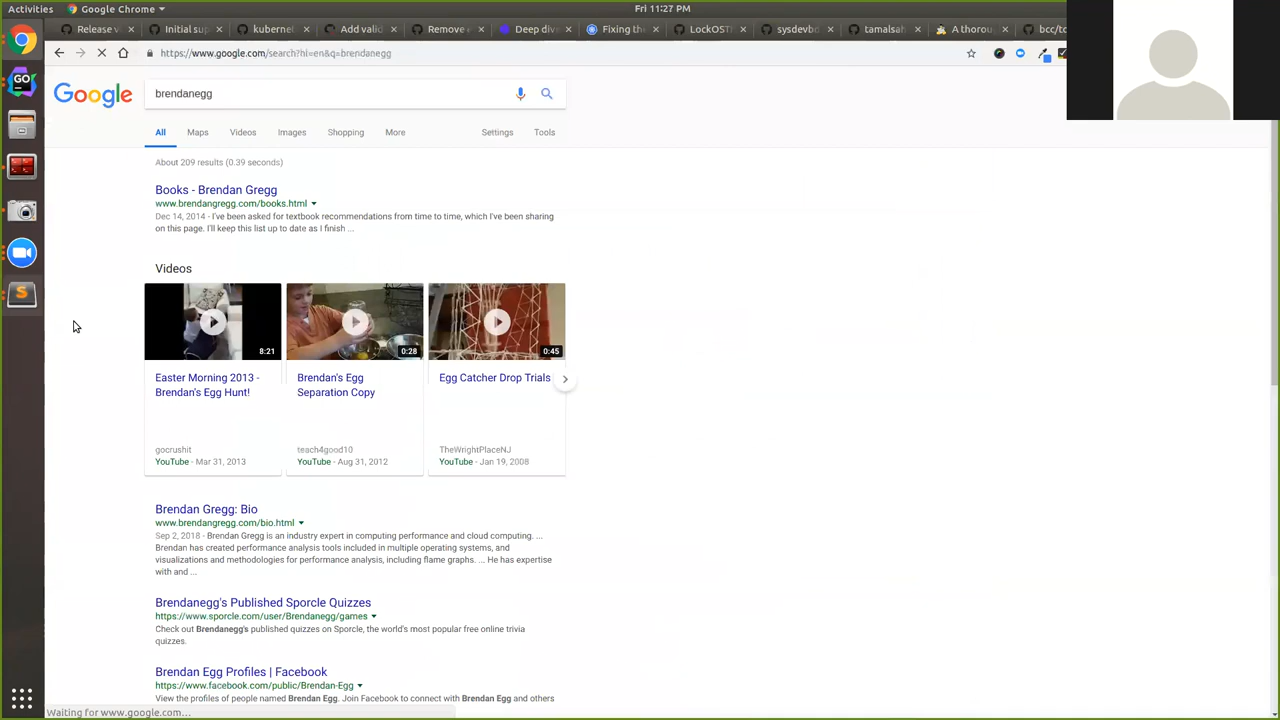 Activities
Google Chrome
Fri 11:27 PM
Release v
Initial sup
kubernel
Add valid
Remove e
Deep dive
Fixing the
LockOSTh
sysdevbd
tamalsah
A thoroug
bcc/to
https://www.google.com/search?hl=en&q=brendanegg
Google
brendanegg
All
Maps
Videos
Images
Shopping
More
Settings
Tools
About 209 results (0.39 seconds)
Books - Brendan Gregg
www.brendangregg.com/books.html
Dec 14, 2014 - I've been asked for textbook recommendations from time to time, which I've been sharing
on this page. I'll keep this list up to date as I finish ...
Videos
8:21
0:28
0:45
Easter Morning 2013 -
Brendan's Egg Hunt!
gocrushit
YouTube - Mar 31, 2013
Brendan's Egg
Separation Copy
teach4good10
YouTube - Aug 31, 2012
Egg Catcher Drop Trials
TheWrightPlaceNJ
YouTube - Jan 19, 2008
Brendan Gregg: Bio
www.brendangregg.com/bio.html
Sep 2, 2018 - Brendan Gregg is an industry expert in computing performance and cloud computing. ...
Brendan has created performance analysis tools included in multiple operating systems, and
visualizations and methodologies for performance analysis, including flame graphs. ... He has expertise
with and ...
Brendanegg's Published Sporcle Quizzes
https://www.sporcle.com/user/Brendanegg/games
Check out Brendanegg's published quizzes on Sporcle, the world's most popular free online trivia
quizzes.
Brendan Egg Profiles | Facebook
https://www.facebook.com/public/Brendan-Egg
View the profiles of people named Brendan Egg. Join Facebook to connect with Brendan Egg and others
Waiting for www.google.com...